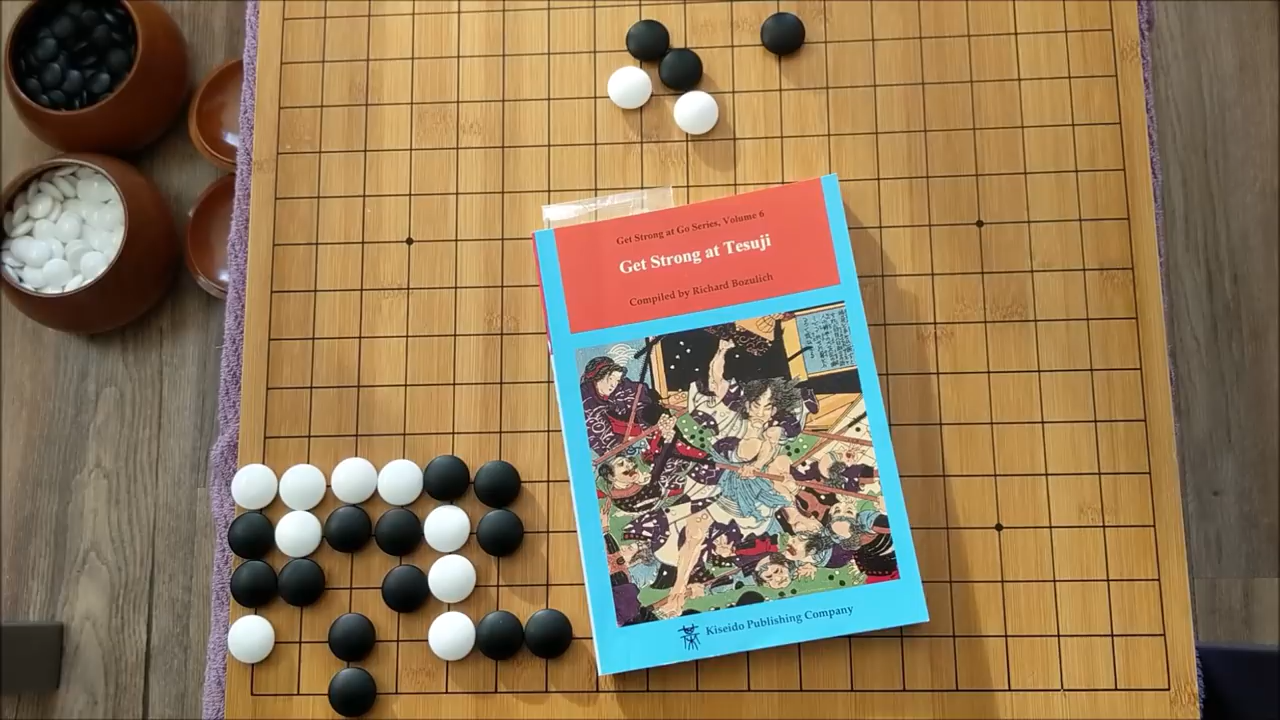 Get Strong at Go Series, Volume 6
Get Strong at Tesuji
Compiled by Richard Bozulich
Kiseido Publishing Company